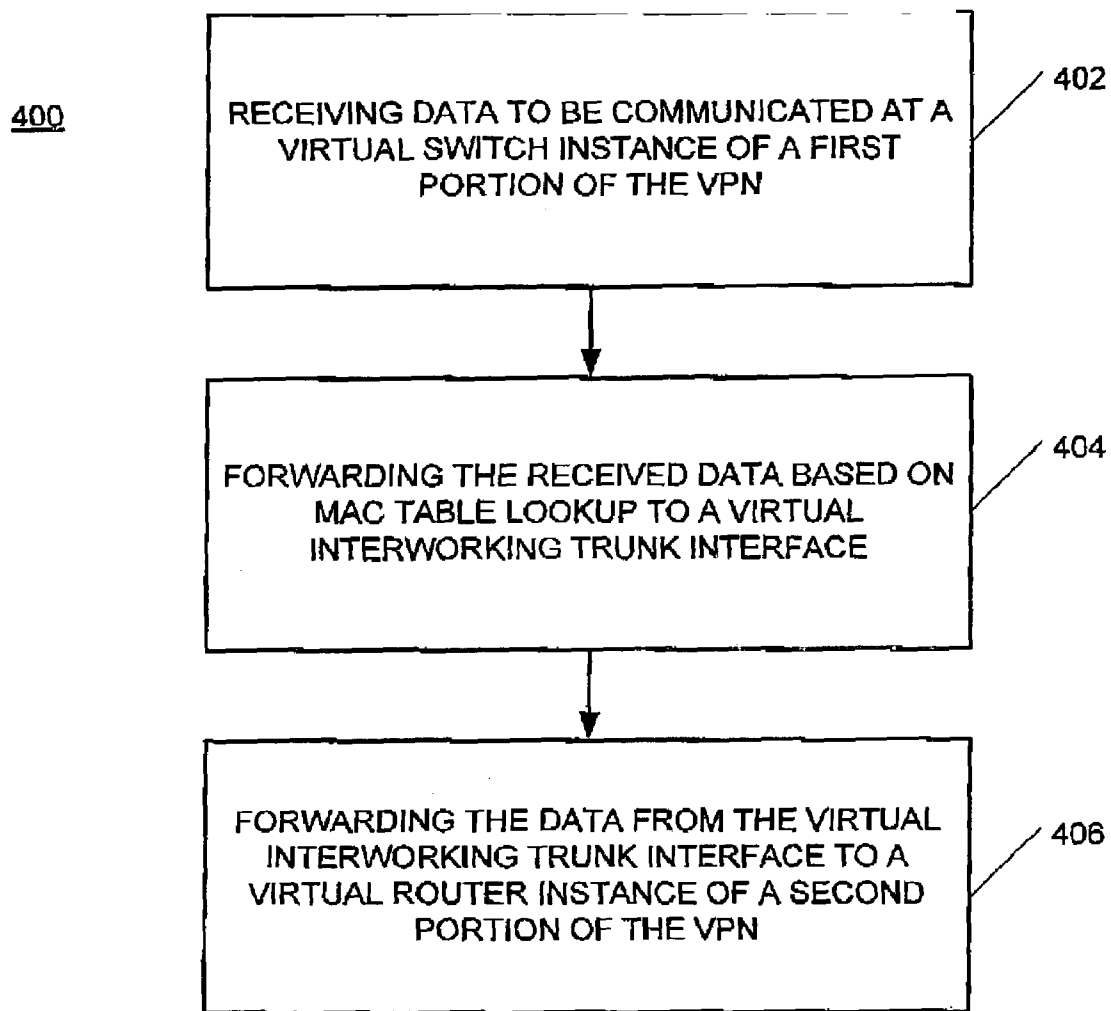 400
RECEIVING DATA TO BE COMMUNICATED AT A
VIRTUAL SWITCH INSTANCE OF A FIRST
PORTION OF THE VPN
402
FORWARDING THE RECEIVED DATA BASED ON
MAC TABLE LOOKUP TO A VIRTUAL
INTERWORKING TRUNK INTERFACE
404
FORWARDING THE DATA FROM THE VIRTUAL
INTERWORKING TRUNK INTERFACE TO A
VIRTUAL ROUTER INSTANCE OF A SECOND
PORTION OF THE VPN
406